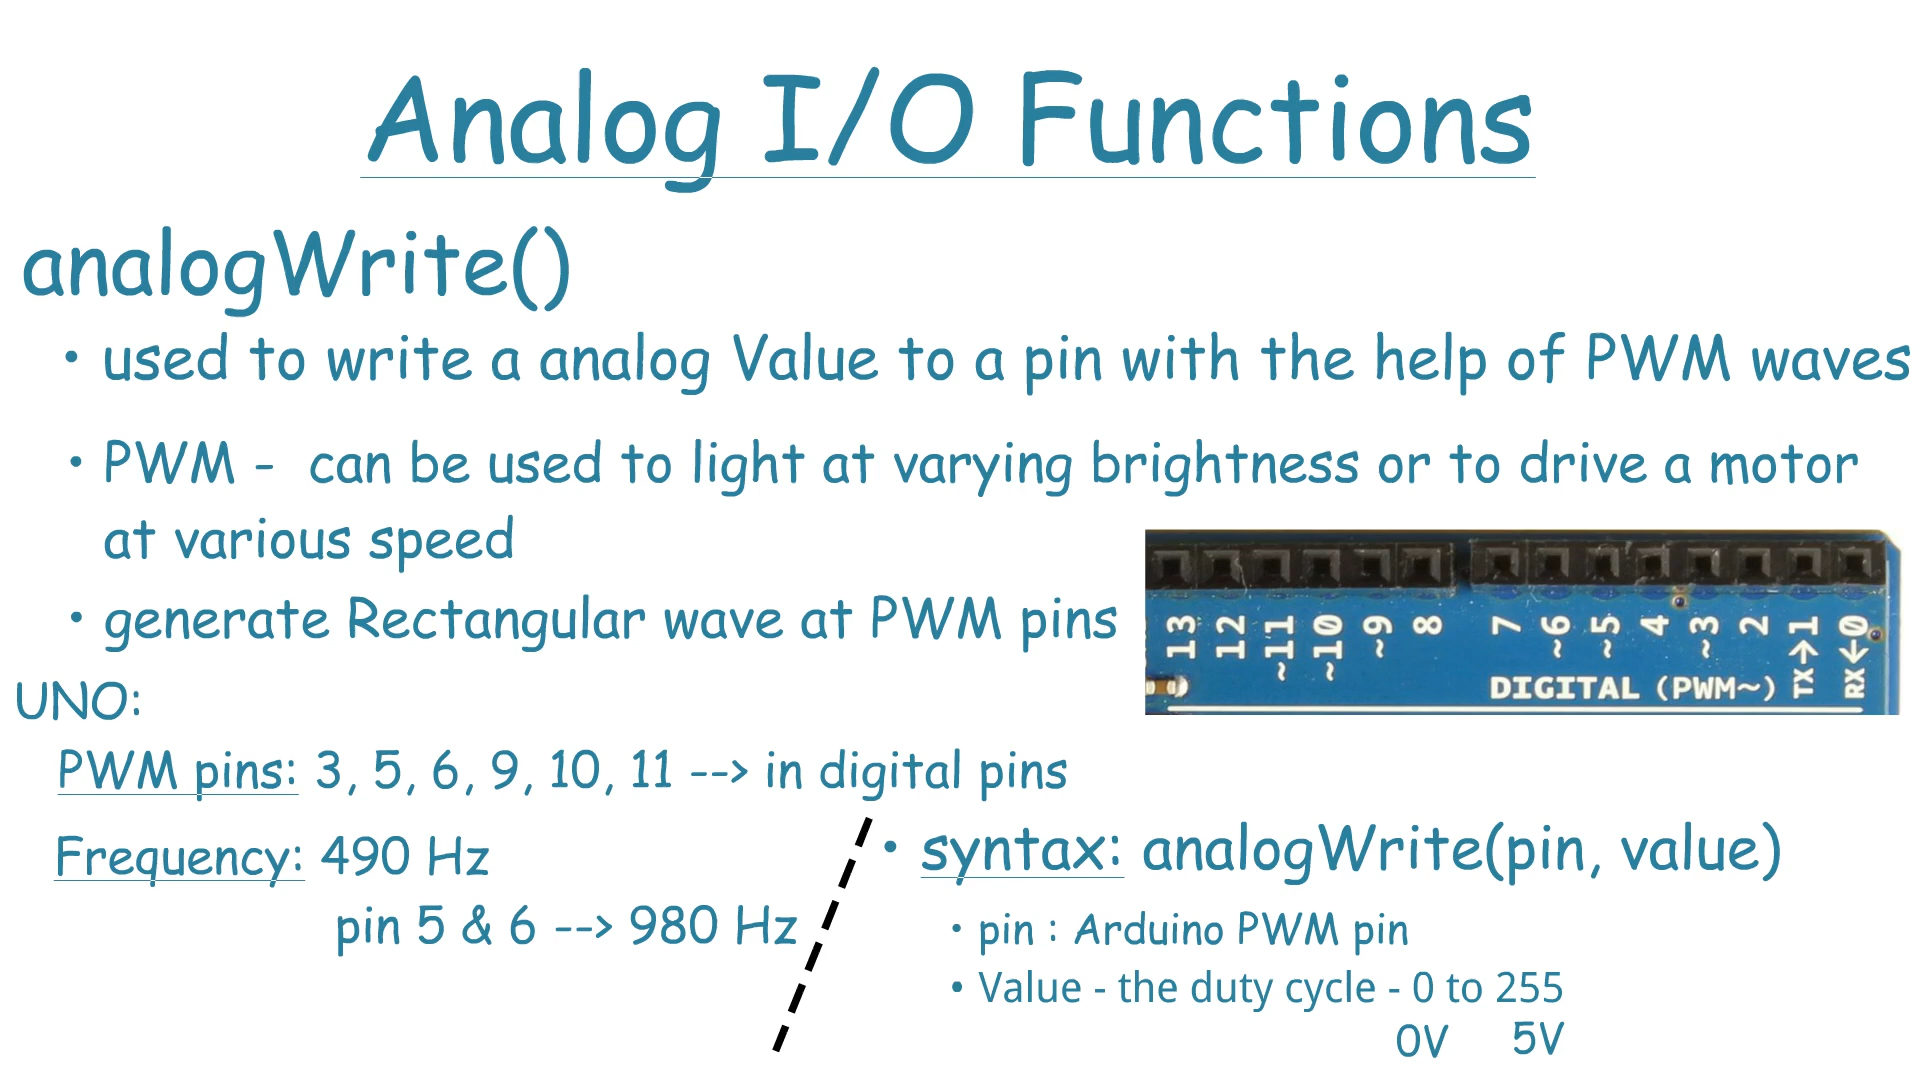 Analog I/O Functions
analogWrite()
• used to write a analog Value to a pin with the help of PWM waves
• PWM - can be used to light at varying brightness or to drive a motor
at various speed
• generate Rectangular wave at PWM pins
13 12 ~11 ~10 ~9 8 7 ~6 ~5 4 ~3 2 TX→1 RX←0
DIGITAL (PWM~)
UNO:
PWM pins: 3, 5, 6, 9, 10, 11 --> in digital pins
Frequency: 490 Hz
pin 5 & 6 --> 980 Hz
• syntax: analogWrite(pin, value)
• pin : Arduino PWM pin
• Value - the duty cycle - 0 to 255
0V 5V